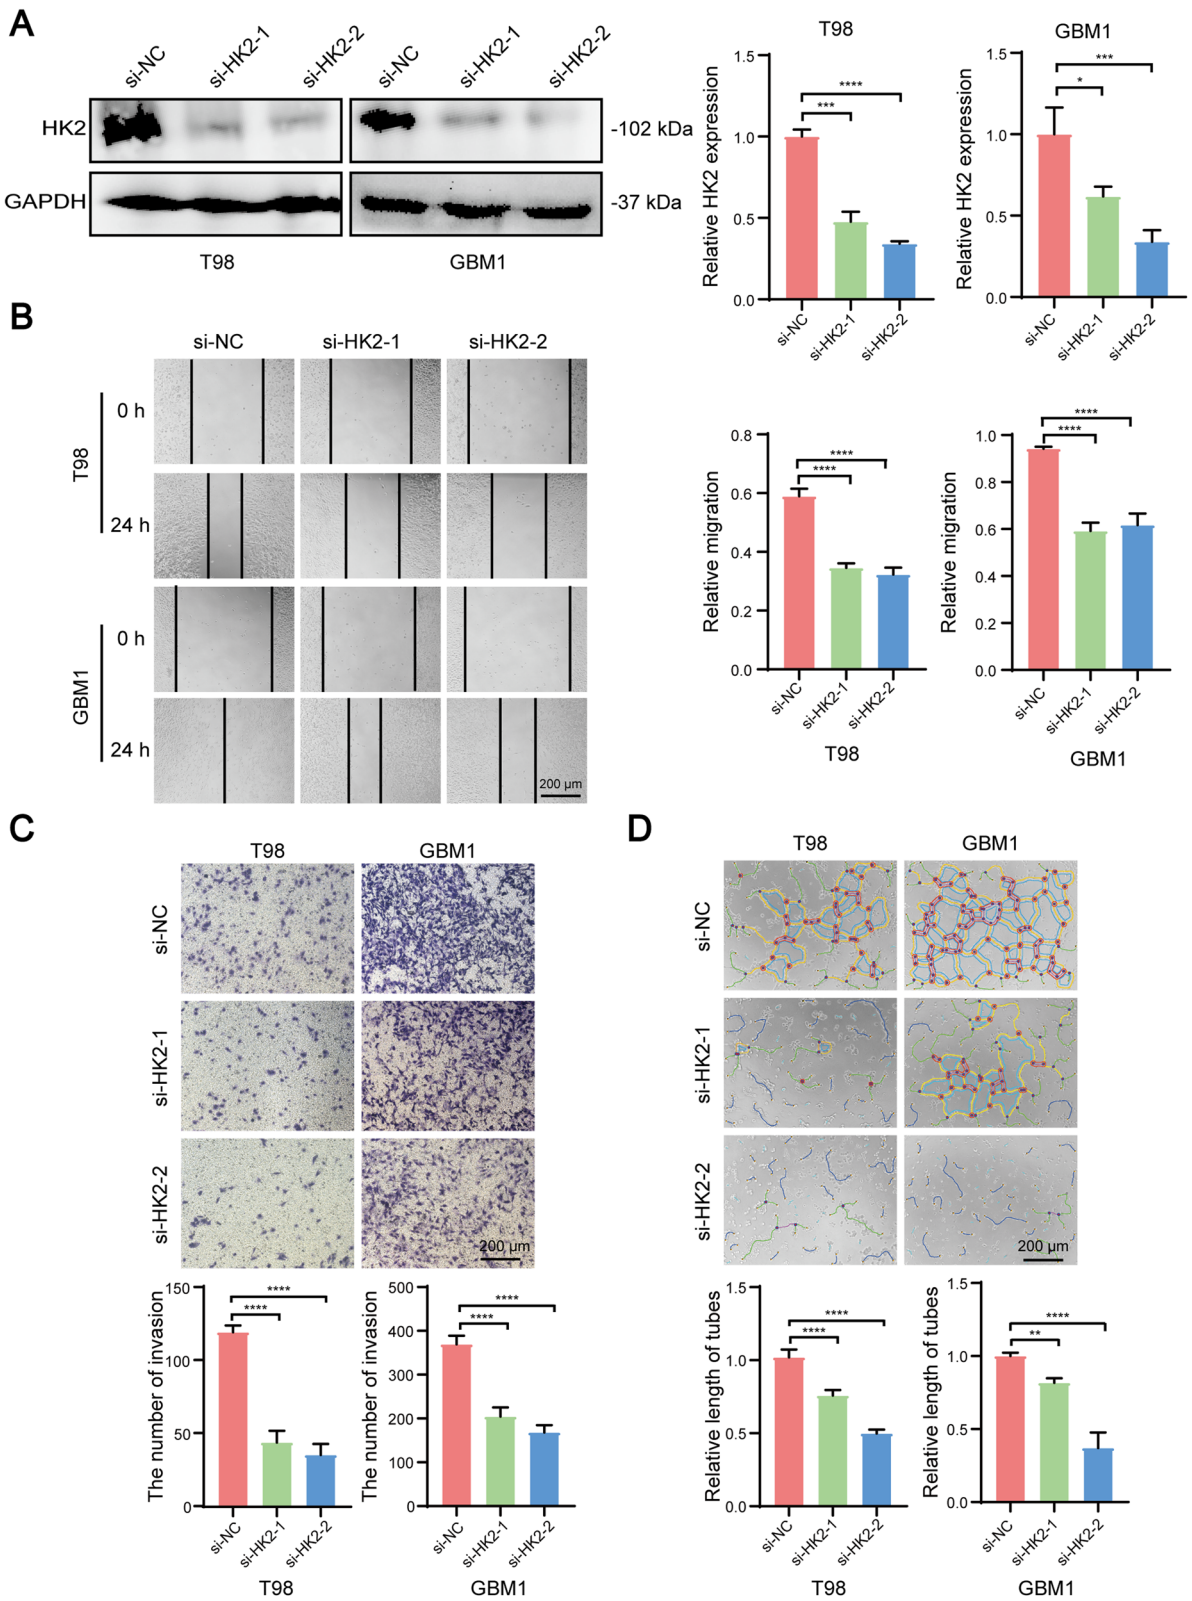 A
si-NC
si-HK2-1
si-HK2-2
si-NC
si-HK2-1
si-HK2-2
HK2
-102 kDa
GAPDH
-37 kDa
T98
GBM1
T98
Relative HK2 expression
1.5
1.0
0.5
0.0
***
****
si-NC
si-HK2-1
si-HK2-2
GBM1
Relative HK2 expression
1.5
1.0
0.5
0.0
*
***
si-NC
si-HK2-1
si-HK2-2
B
si-NC
si-HK2-1
si-HK2-2
T98
0 h
24 h
GBM1
0 h
24 h
200 μm
Relative migration
0.8
0.6
0.4
0.2
0.0
****
****
si-NC
si-HK2-1
si-HK2-2
T98
Relative migration
1.0
0.8
0.6
0.4
0.2
0.0
****
****
si-NC
si-HK2-1
si-HK2-2
GBM1
C
T98
GBM1
si-NC
si-HK2-1
si-HK2-2
200 μm
The number of invasion
150
100
50
0
****
****
si-NC
si-HK2-1
si-HK2-2
T98
The number of invasion
500
400
300
200
100
0
****
****
si-NC
si-HK2-1
si-HK2-2
GBM1
D
T98
GBM1
si-NC
si-HK2-1
si-HK2-2
200 μm
Relative length of tubes
1.5
1.0
0.5
0.0
****
****
si-NC
si-HK2-1
si-HK2-2
T98
Relative length of tubes
1.5
1.0
0.5
0.0
**
****
si-NC
si-HK2-1
si-HK2-2
GBM1